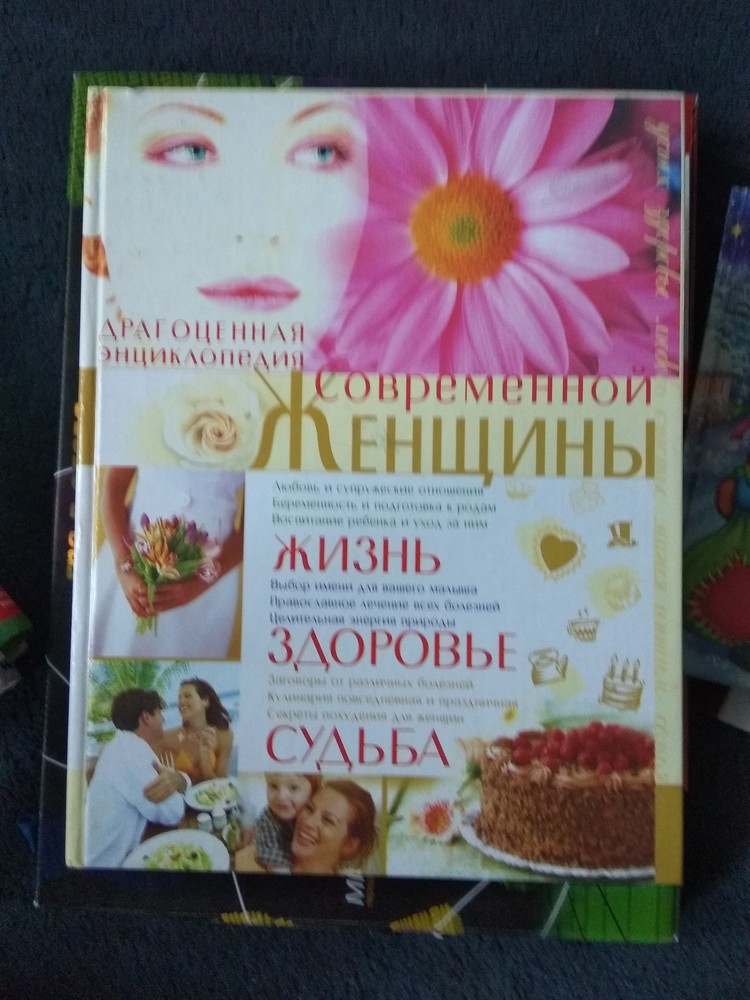 ДРАГОЦЕННАЯ
ЭНЦИКЛОПЕДИЯ
СОВРЕМЕННОЙ
ЖЕНЩИНЫ
Любовь и супружеские отношения
Беременность и подготовка к родам
Воспитание ребенка и уход за ним
ЖИЗНЬ
Выбор имени для вашего малыша
Православное лечение всех болезней
Целительная энергия природы
ЗДОРОВЬЕ
Заговоры от различных болезней
Кулинария повседневная и праздничная
Секреты похудения для женщин
СУДЬБА